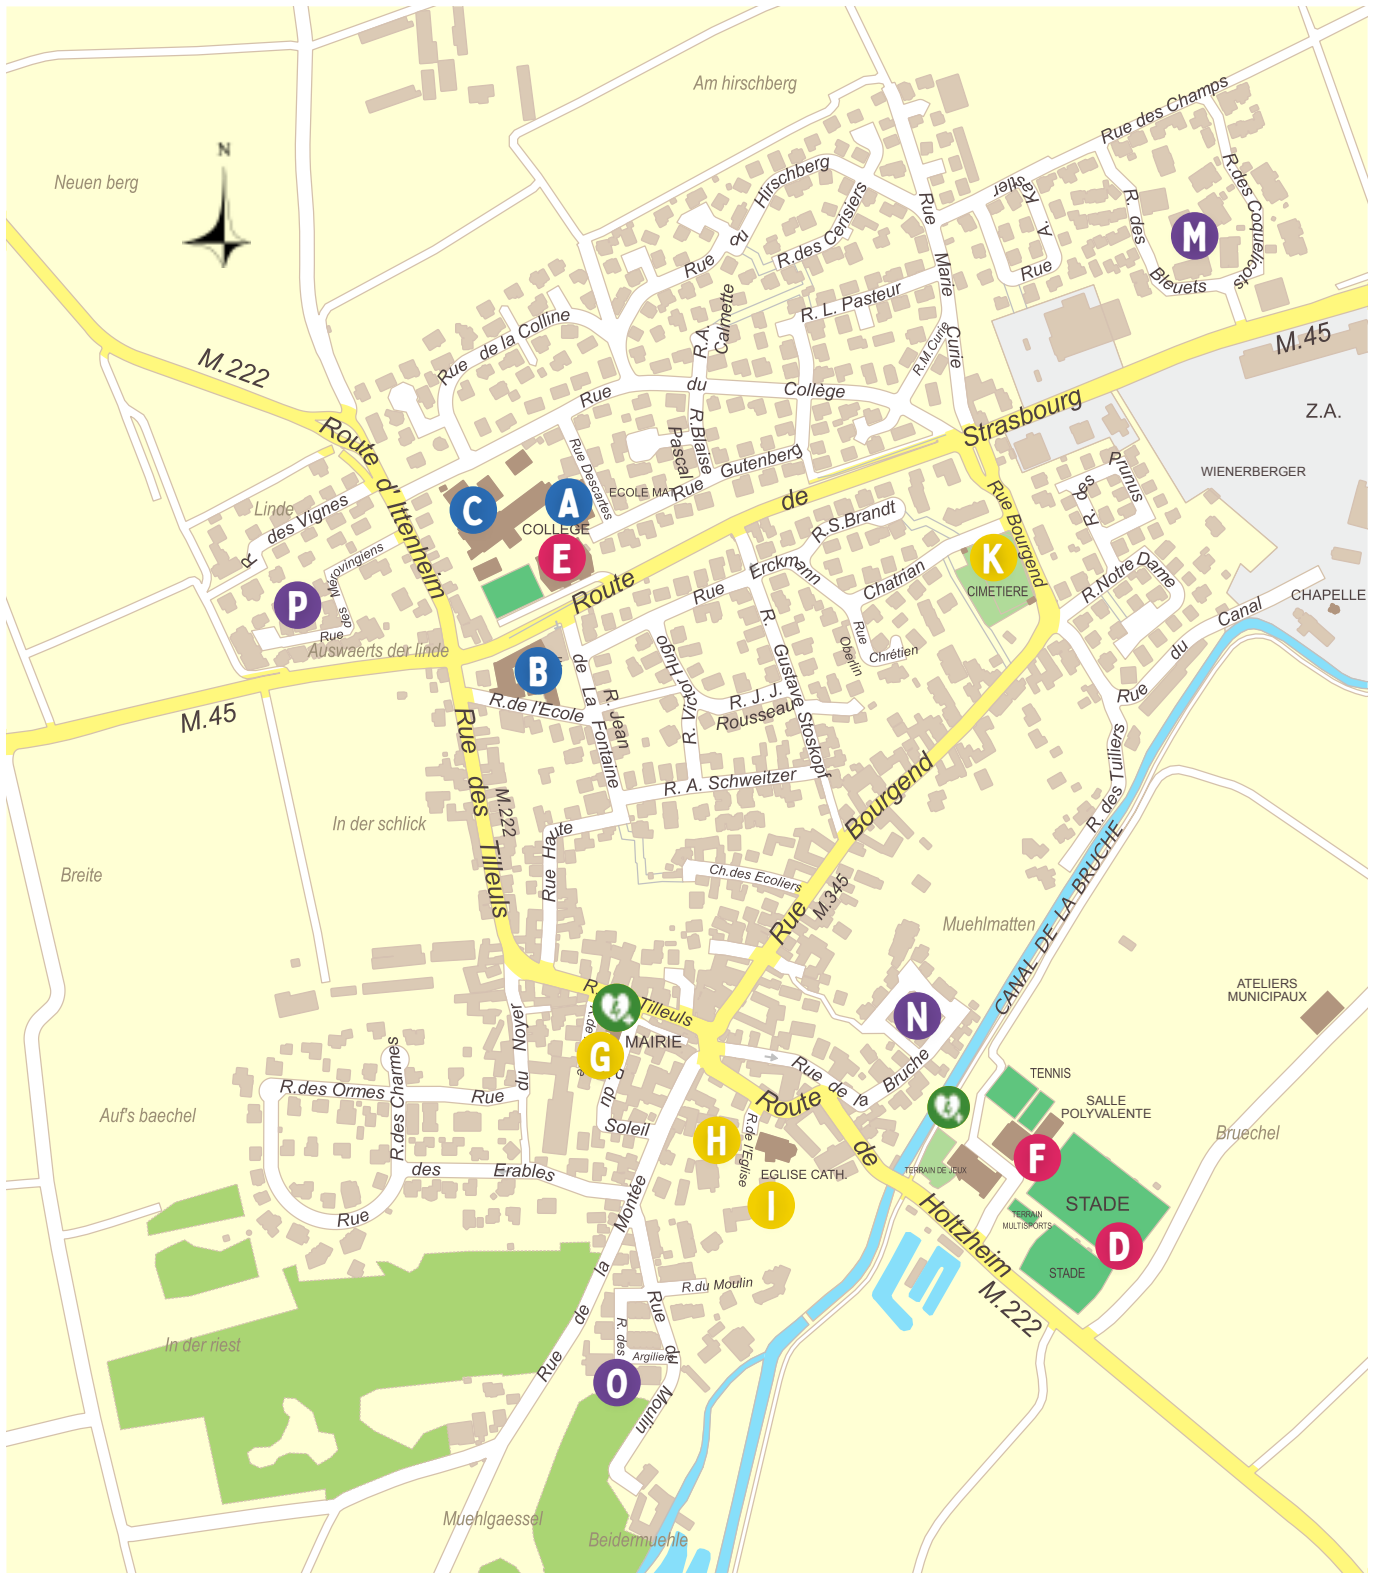 Am hirschberg
N
Neuen berg
Rue des Champs
R.des Coquelicots
R. des
Bleuets
M
Rue A. Kastler
Rue du Hirschberg
R.des Cerisiers
Rue Marie Curie
R. L. Pasteur
R.M.Curie
R.A. Calmette
Rue de la Colline
M.222
M.45
Rue du Collège
Strasbourg
Z.A.
WIENERBERGER
Route d'Ittenheim
Linde
R. des Vignes
Rue Descartes
ECOLE MAT.
R.Blaise
Pascal
Rue Gutenberg
C
A
COLLEGE
E
Route de
R.S.Brandt
Rue Bourgend
R. des Prunus
K
CIMETIERE
R.Notre Dame
CHAPELLE
Rue du Canal
Rue Erckmann
Chatrian
Rue
Oberlin
Chrétien
Rue des Mérovingiens
P
Auswaerts der linde
M.45
B
R.de l'Ecole
R. Jean
de La Fontaine
R. Victor Hugo
R. J. J.
Rousseau
R. Gustave Stoskopf
R. A. Schweitzer
Rue des Tilleuls
M.222
In der schlick
Breite
Rue Haute
Ch.des Ecoliers
Rue Bourgend
M.345
R. des Tuiliers
CANAL DE LA BRUCHE
Muehlmatten
ATELIERS
MUNICIPAUX
N
R.
Tilleuls
MAIRIE
G
R. du Soleil
du Noyer
R.des Ormes
Rue
R.des Charmes
des Erables
Rue
Auf's baechel
Rue de la Bruche
Route de Holtzheim
M.222
H
R.de l'Eglise
EGLISE CATH.
I
TENNIS
SALLE
POLYVALENTE
F
TERRAIN DE JEUX
STADE
TERRAIN
MULTISPORTS
D
STADE
Bruechel
Rue de la Montée
R.du Moulin
Rue du Moulin
R. des
Argiliers
O
In der riest
Muehlgaessel
Beidermuehle